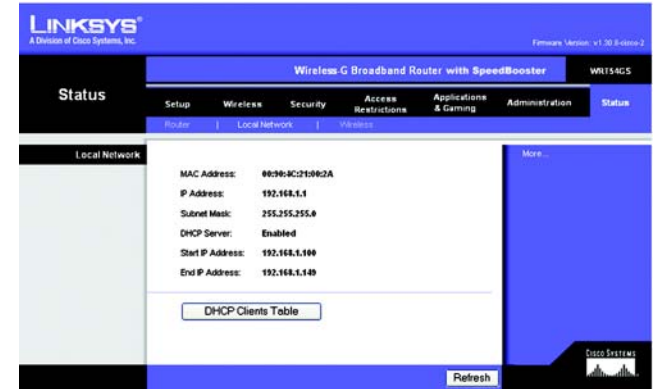 LINKSYS®
A Division of Cisco Systems, Inc.
Firmware Version: v1.30.8-cisco-2
Wireless-G Broadband Router with SpeedBooster WRT54GS
Status
Setup Wireless Security Access Restrictions Applications & Gaming Administration Status
Router | Local Network | Wireless
Local Network
More...
MAC Address: 00:90:4C:21:00:2A
IP Address: 192.168.1.1
Subnet Mask: 255.255.255.0
DHCP Server: Enabled
Start IP Address: 192.168.1.100
End IP Address: 192.168.1.149
DHCP Clients Table
Refresh
CISCO SYSTEMS